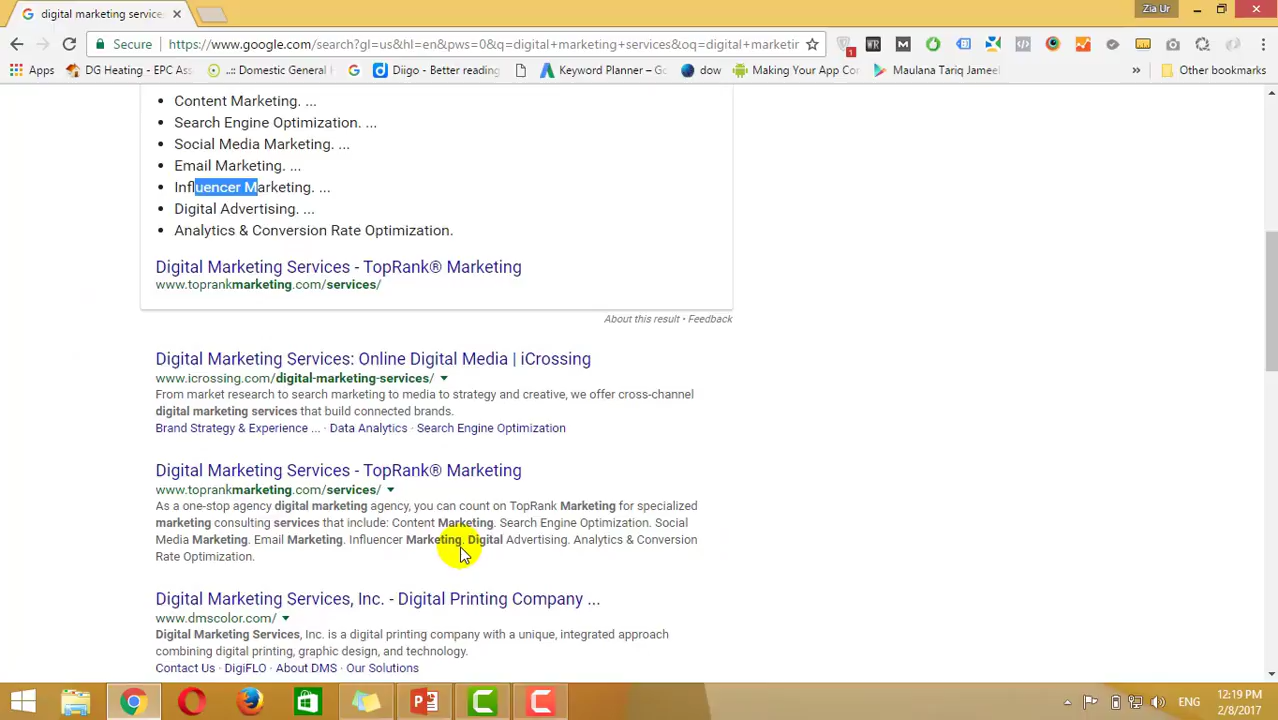 digital marketing service
Zia Ur
Secure
https://www.google.com/search?gl=us&hl=en&pws=0&q=digital+marketing+services&oq=digital+marketir
Apps
DG Heating - EPC Ass
.:: Domestic General I
Diigo - Better reading
Keyword Planner – Go
dow
Making Your App Con
Maulana Tariq Jameel
»
Other bookmarks
• Content Marketing. ...
• Search Engine Optimization. ...
• Social Media Marketing. ...
• Email Marketing. ...
• Influencer Marketing. ...
• Digital Advertising. ...
• Analytics & Conversion Rate Optimization.
Digital Marketing Services - TopRank® Marketing
www.toprankmarketing.com/services/
About this result • Feedback
Digital Marketing Services: Online Digital Media | iCrossing
www.icrossing.com/digital-marketing-services/
From market research to search marketing to media to strategy and creative, we offer cross-channel
digital marketing services that build connected brands.
Brand Strategy & Experience ... · Data Analytics · Search Engine Optimization
Digital Marketing Services - TopRank® Marketing
www.toprankmarketing.com/services/
As a one-stop agency digital marketing agency, you can count on TopRank Marketing for specialized
marketing consulting services that include: Content Marketing. Search Engine Optimization. Social
Media Marketing. Email Marketing. Influencer Marketing. Digital Advertising. Analytics & Conversion
Rate Optimization.
Digital Marketing Services, Inc. - Digital Printing Company ...
www.dmscolor.com/
Digital Marketing Services, Inc. is a digital printing company with a unique, integrated approach
combining digital printing, graphic design, and technology.
Contact Us · DigiFLO · About DMS · Our Solutions
ENG
12:19 PM
2/8/2017